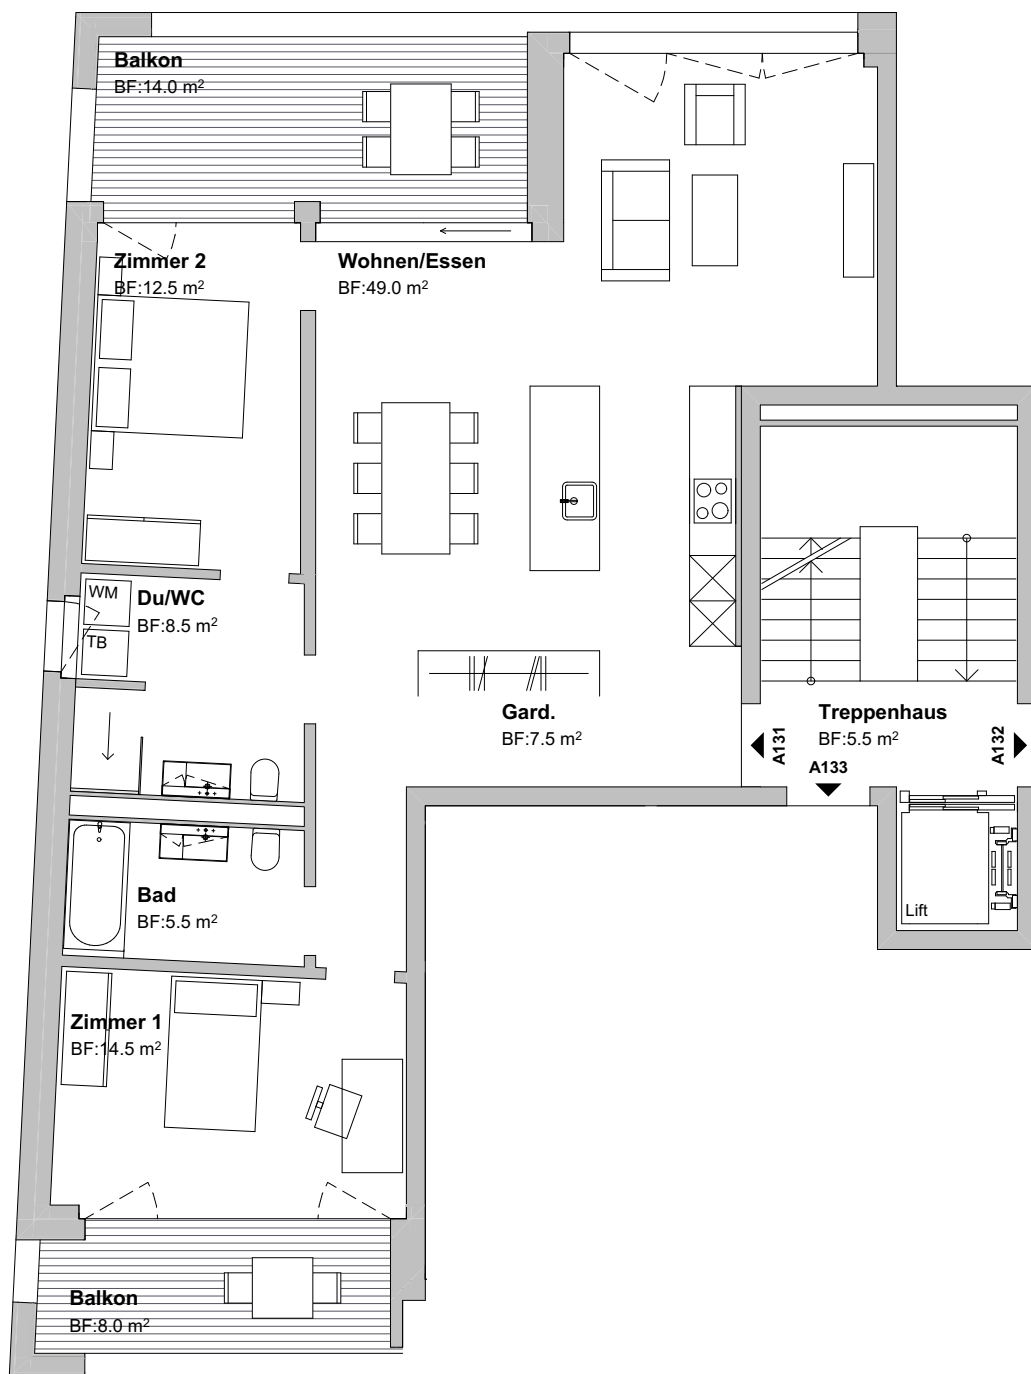 Balkon
BF:14.0 m²
Zimmer 2
BF:12.5 m²
Wohnen/Essen
BF:49.0 m²
WM
TB
Du/WC
BF:8.5 m²
Gard.
BF:7.5 m²
Treppenhaus
BF:5.5 m²
A131
A133
A132
Lift
Bad
BF:5.5 m²
Zimmer 1
BF:14.5 m²
Balkon
BF:8.0 m²